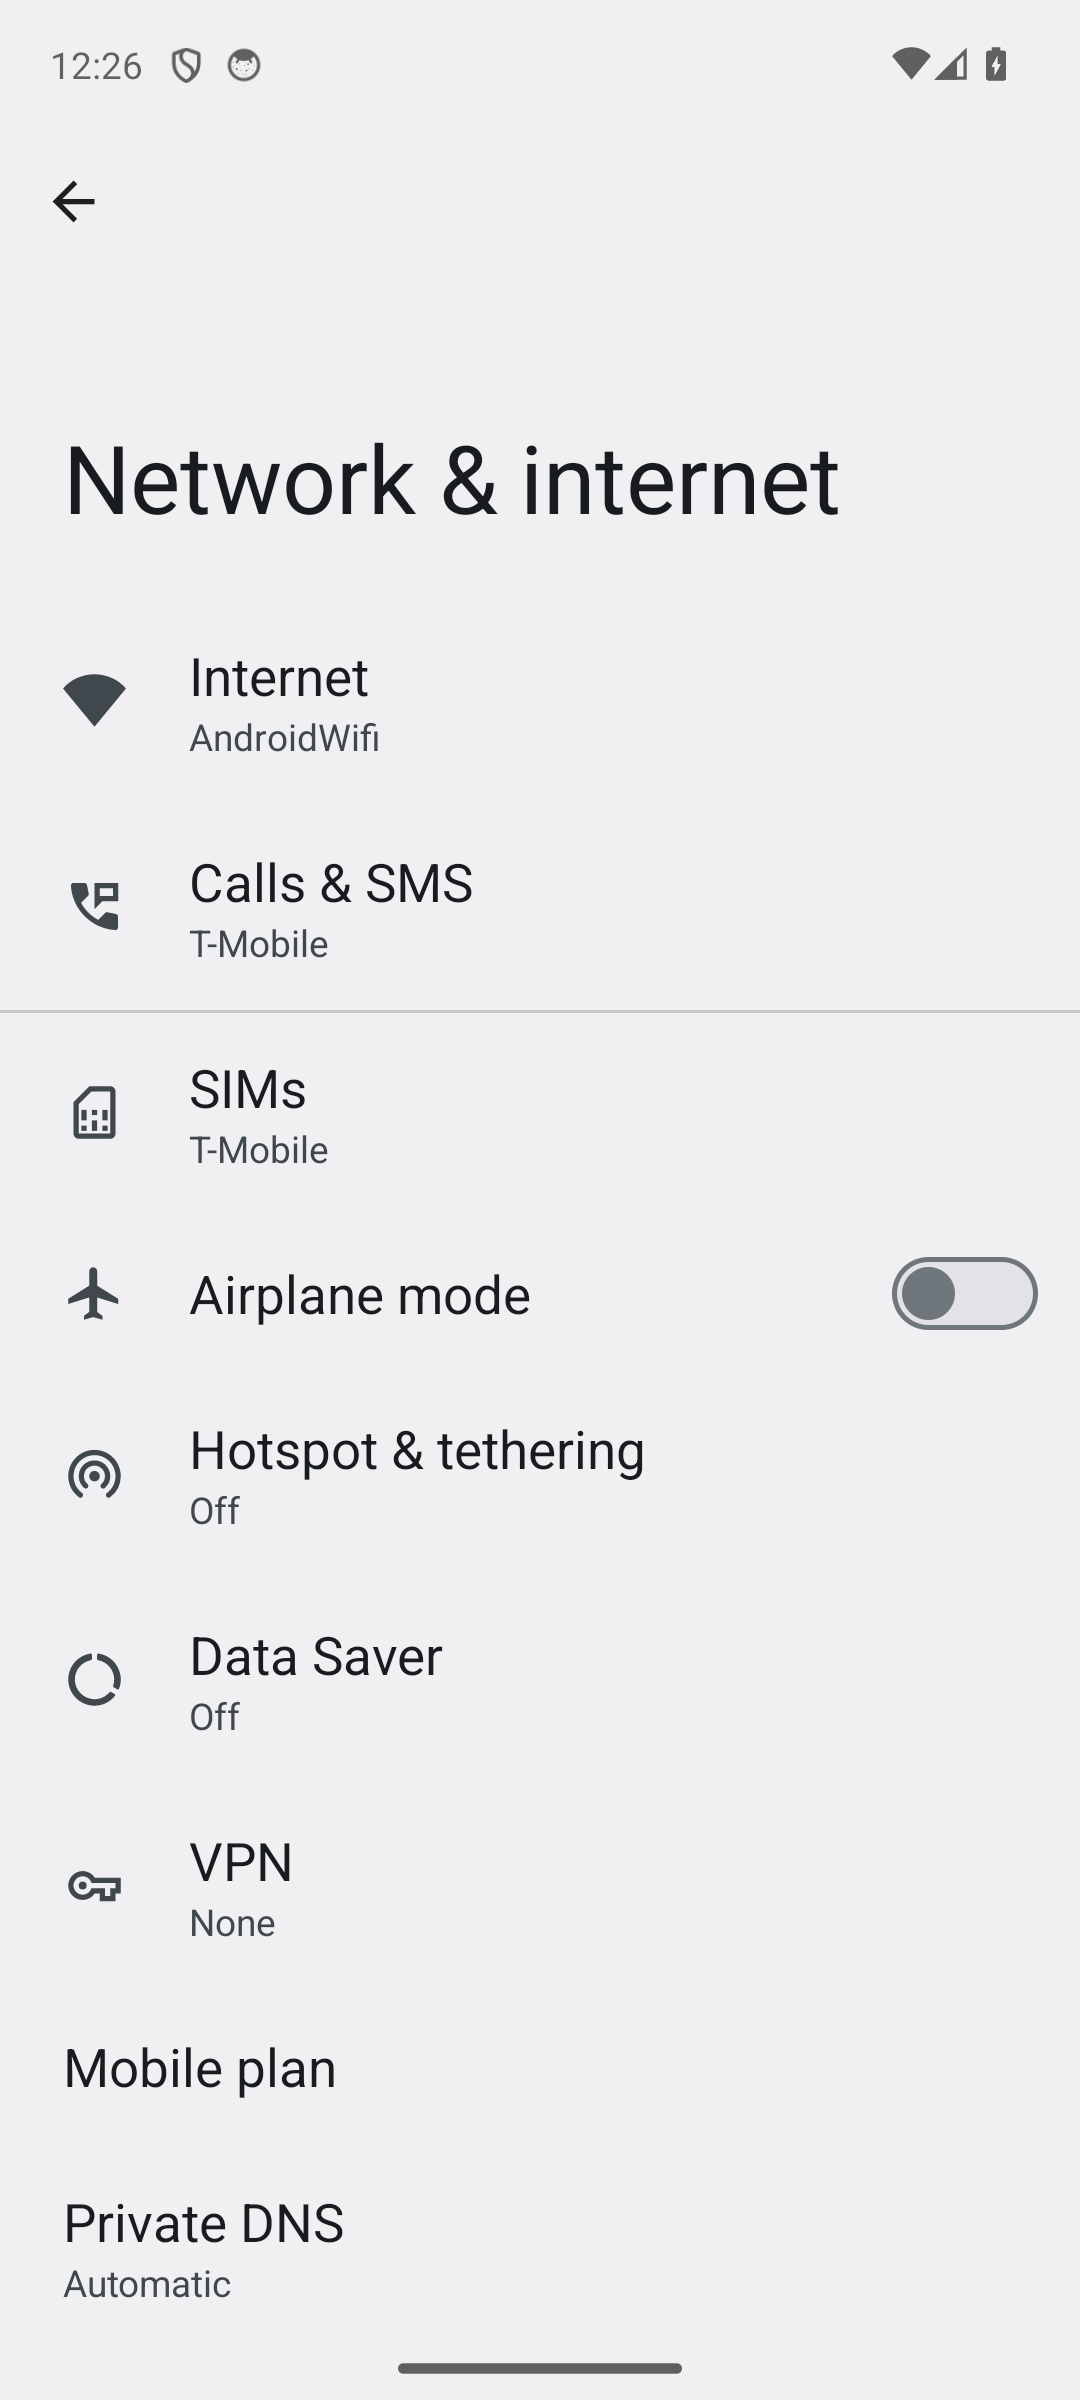 12:26
Network & internet
Internet
AndroidWifi
Calls & SMS
T-Mobile
SIMs
T-Mobile
Airplane mode
Hotspot & tethering
Off
Data Saver
Off
VPN
None
Mobile plan
Private DNS
Automatic